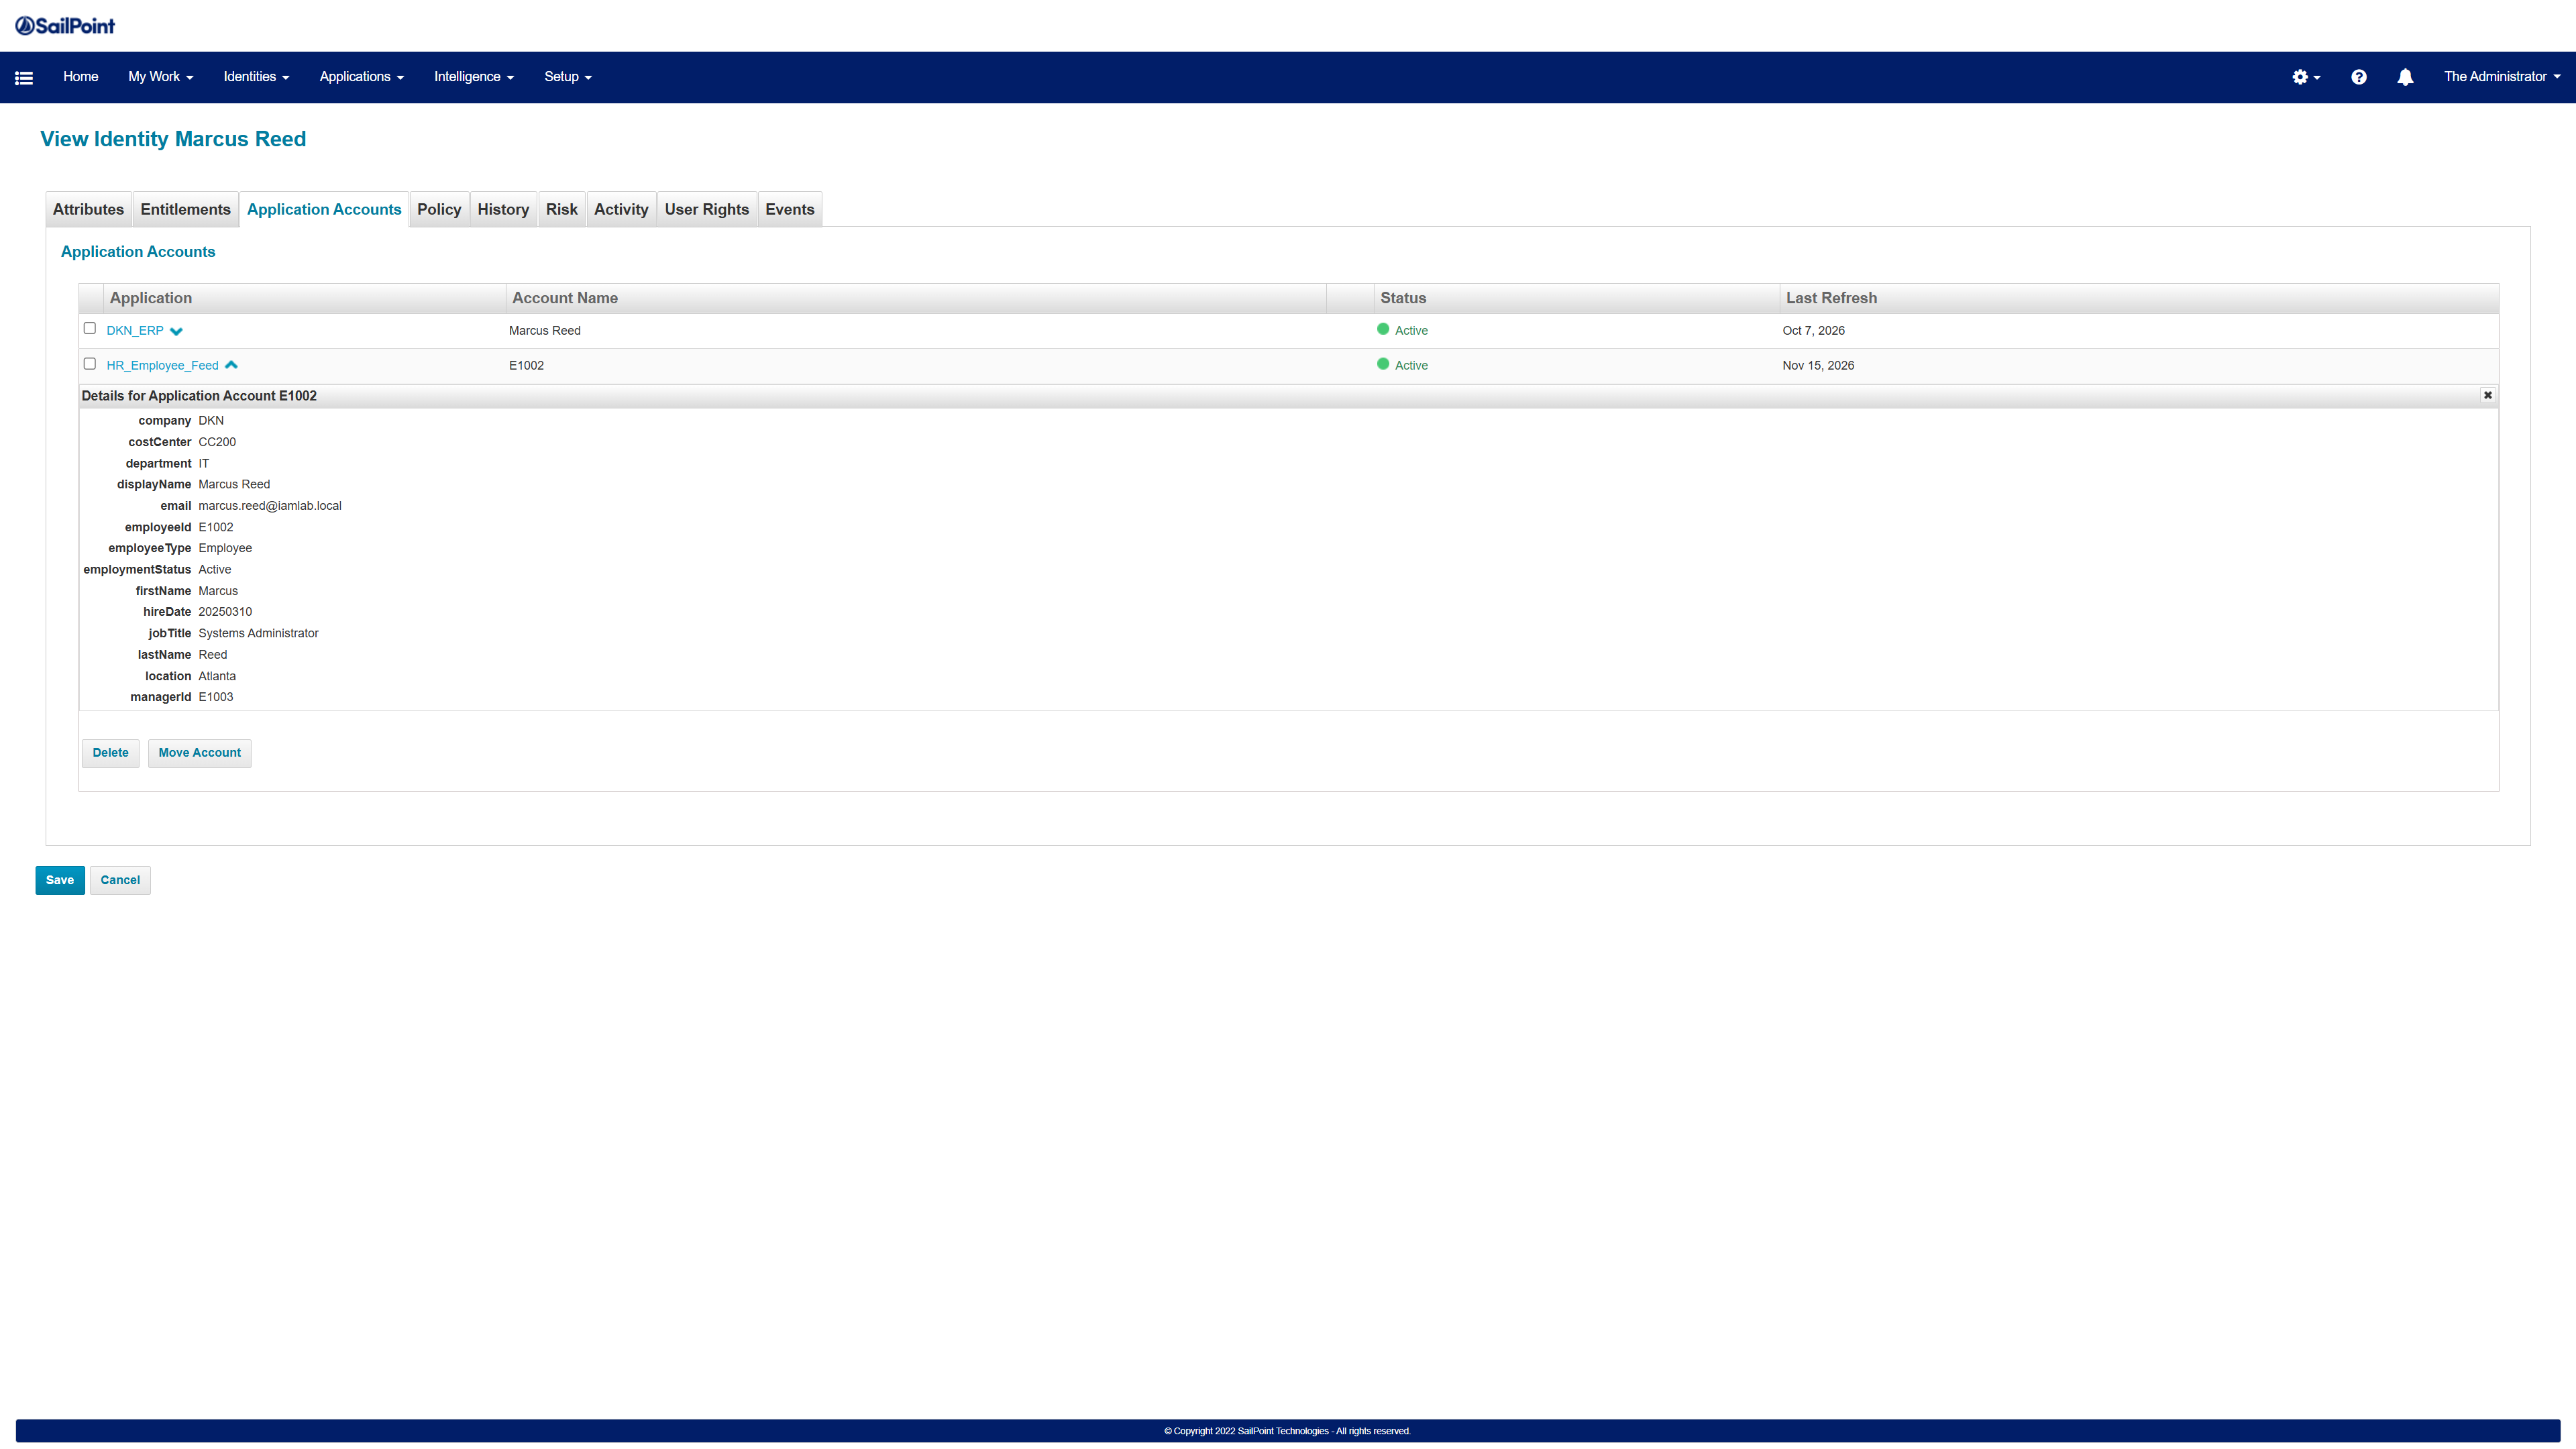 SailPoint
Home My Work Identities Applications Intelligence Setup The Administrator
View Identity Marcus Reed
Attributes Entitlements Application Accounts Policy History Risk Activity User Rights Events
Application Accounts
Application Account Name Status Last Refresh
DKN_ERP Marcus Reed Active Oct 7, 2026
HR_Employee_Feed E1002 Active Nov 15, 2026
Details for Application Account E1002
company DKN
costCenter CC200
department IT
displayName Marcus Reed
email marcus.reed@iamlab.local
employeeId E1002
employeeType Employee
employmentStatus Active
firstName Marcus
hireDate 20250310
jobTitle Systems Administrator
lastName Reed
location Atlanta
managerId E1003
Delete Move Account
Save Cancel
© Copyright 2022 SailPoint Technologies - All rights reserved.